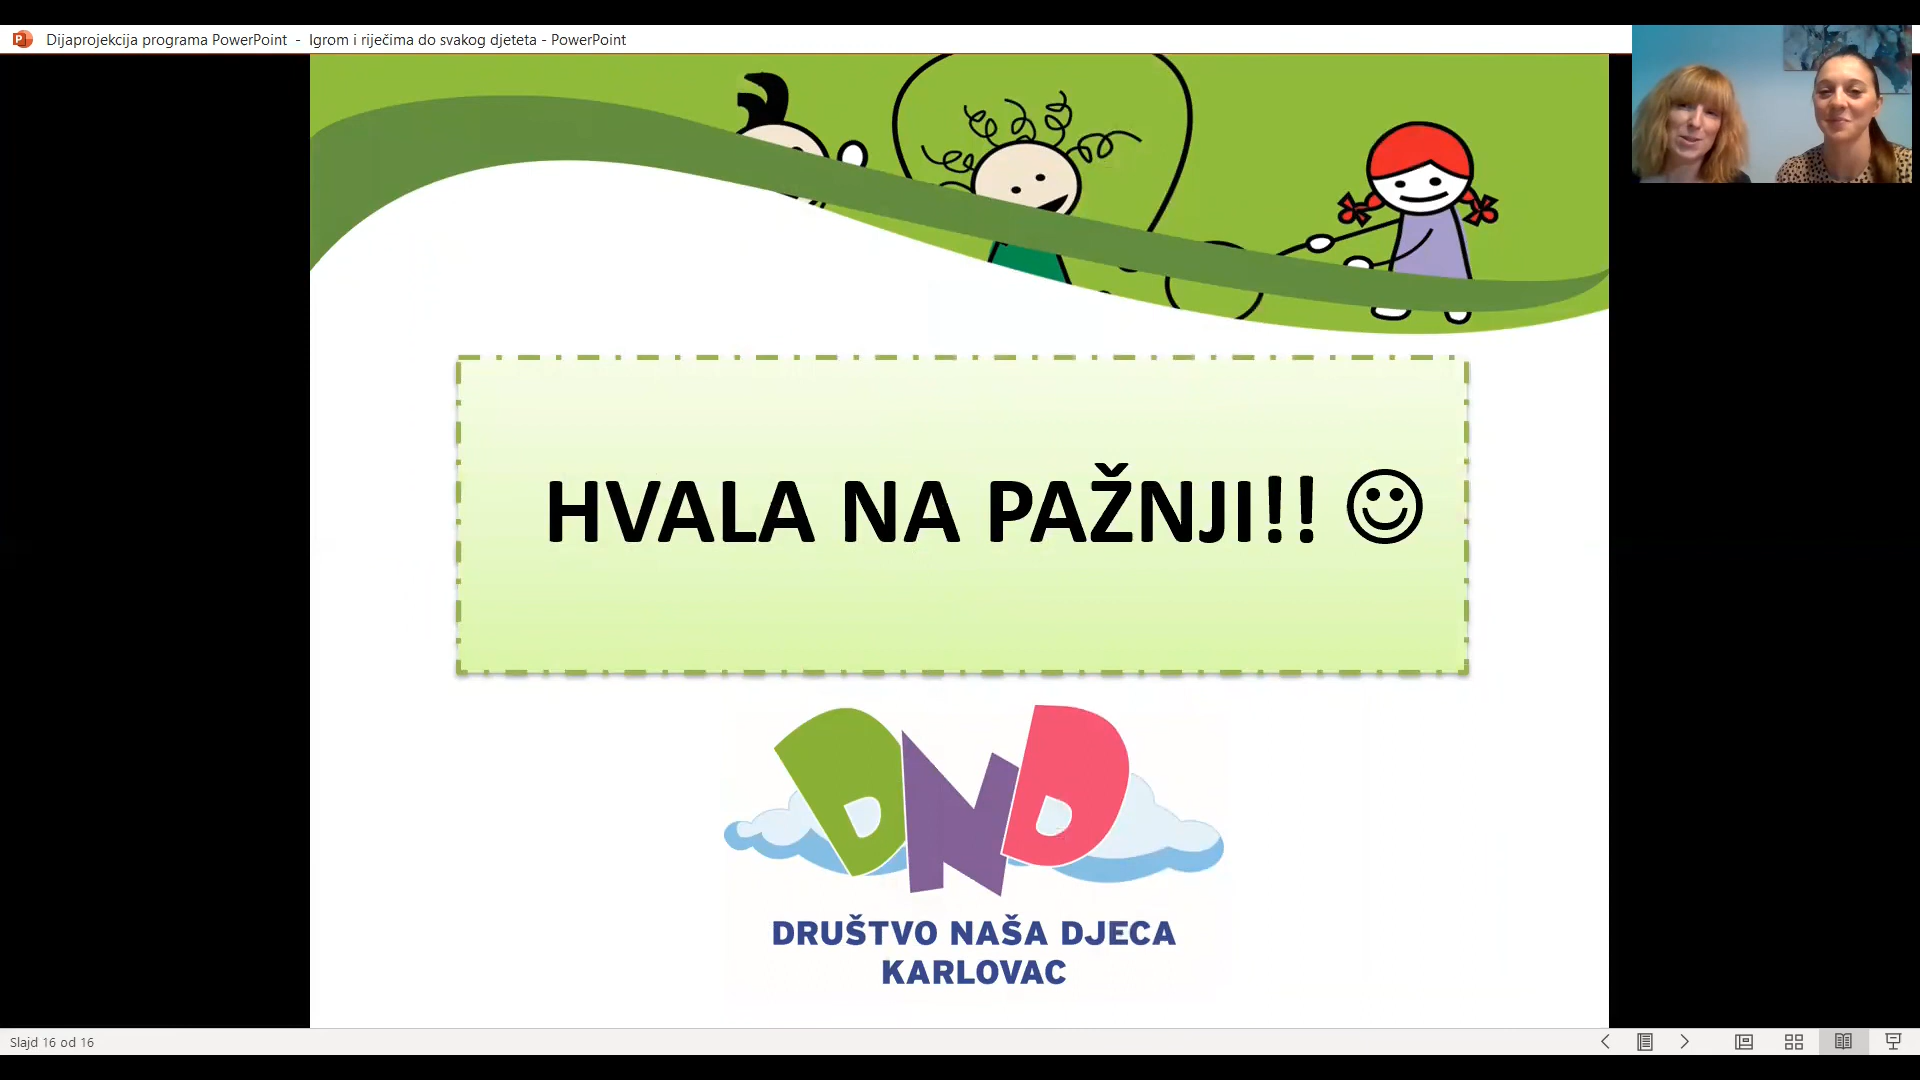 Dijaprojekcija programa PowerPoint - Igrom i riječima do svakog djeteta - PowerPoint
HVALA NA PAŽNJI!! ☺
DND
DRUŠTVO NAŠA DJECA
KARLOVAC
Slajd 16 od 16